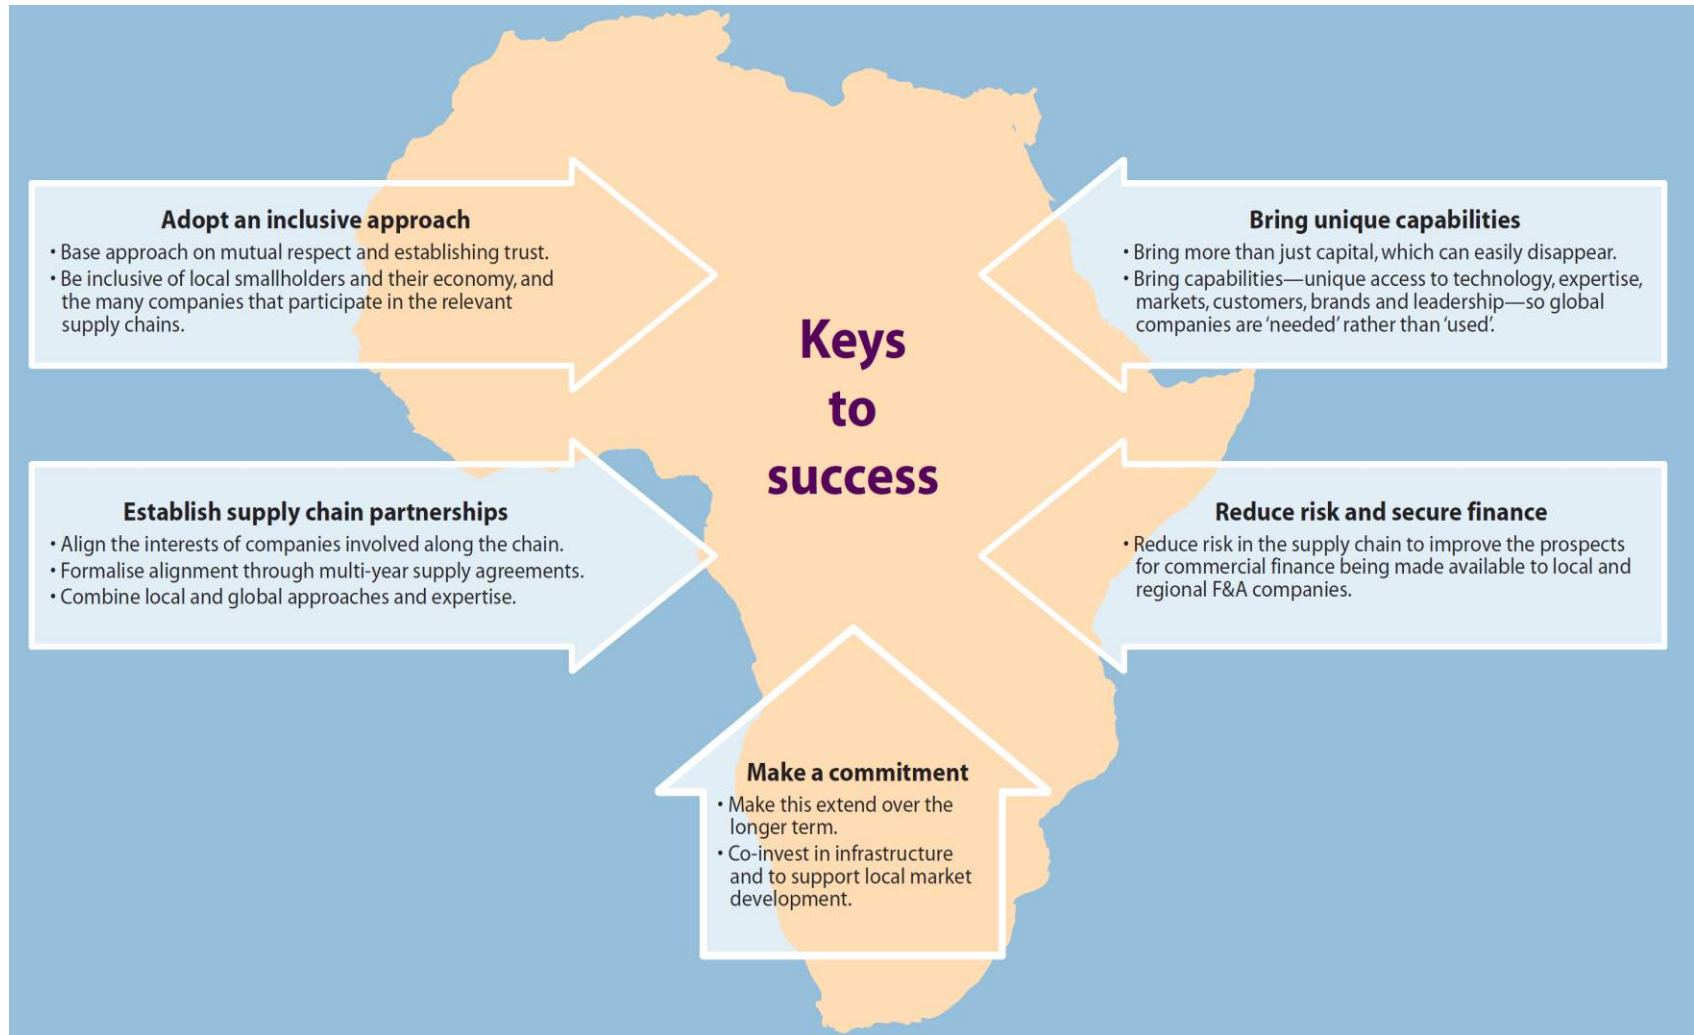 Adopt an inclusive approach
• Base approach on mutual respect and establishing trust.
• Be inclusive of local smallholders and their economy, and
the many companies that participate in the relevant
supply chains.
Bring unique capabilities
• Bring more than just capital, which can easily disappear.
• Bring capabilities—unique access to technology, expertise,
markets, customers, brands and leadership—so global
companies are ‘needed’ rather than ‘used’.
Keys
to
success
Establish supply chain partnerships
• Align the interests of companies involved along the chain.
• Formalise alignment through multi-year supply agreements.
• Combine local and global approaches and expertise.
Reduce risk and secure finance
• Reduce risk in the supply chain to improve the prospects
for commercial finance being made available to local and
regional F&A companies.
Make a commitment
• Make this extend over the
longer term.
• Co-invest in infrastructure
and to support local market
development.